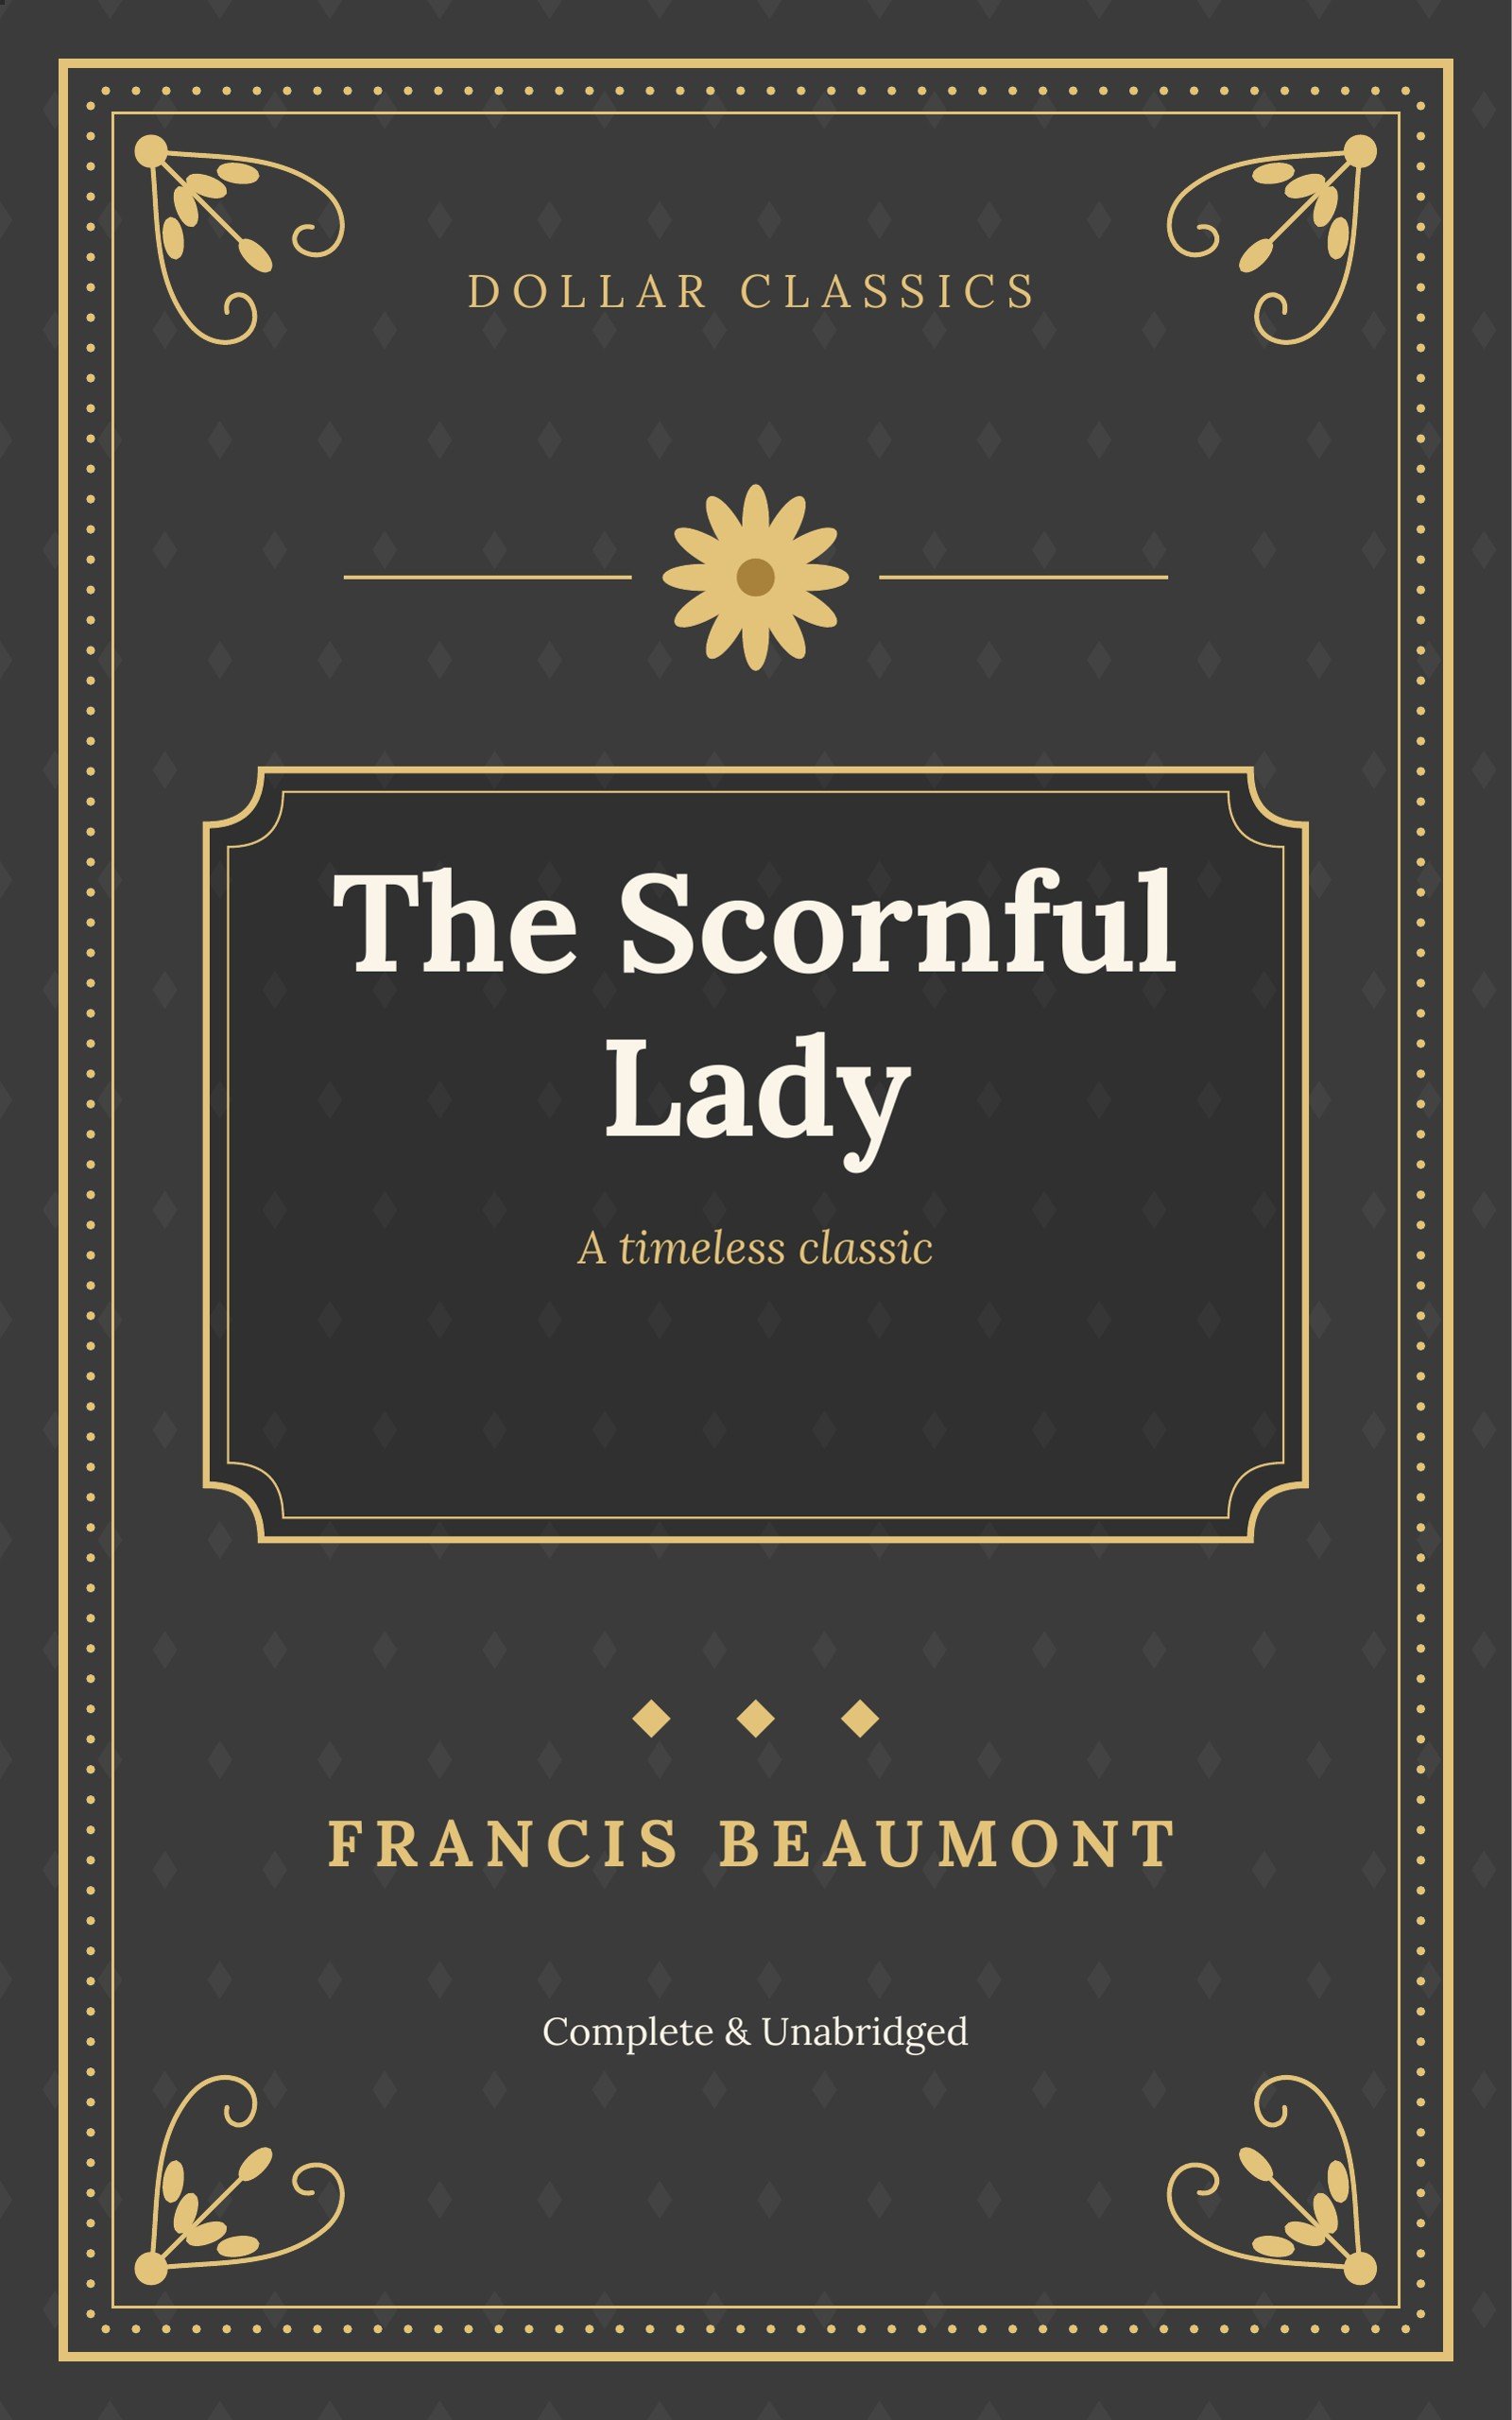 DOLLAR CLASSICS
The Scornful
Lady
A timeless classic
FRANCIS BEAUMONT
Complete & Unabridged